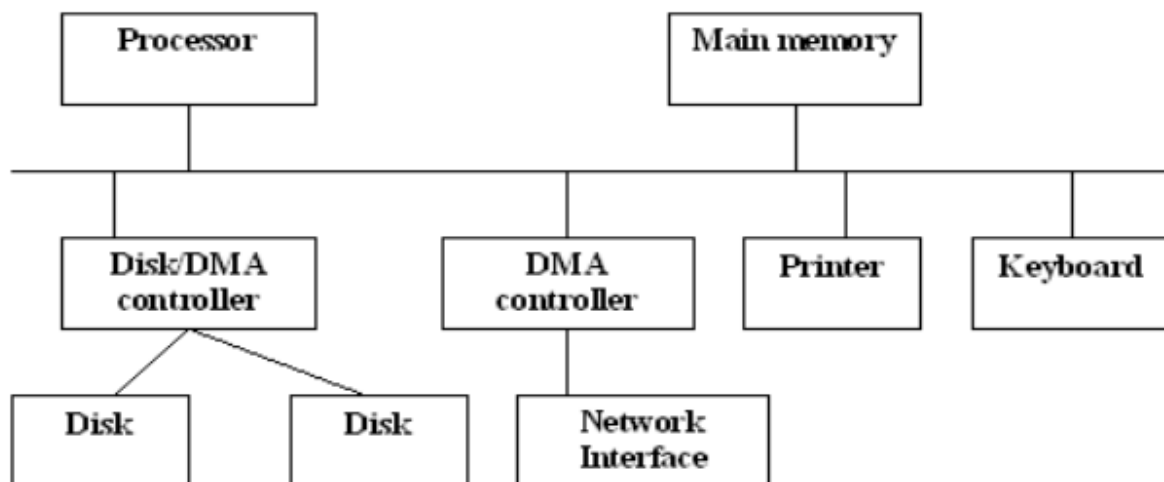 Processor
Main memory
Disk/DMA
controller
DMA
controller
Printer
Keyboard
Disk
Disk
Network
Interface